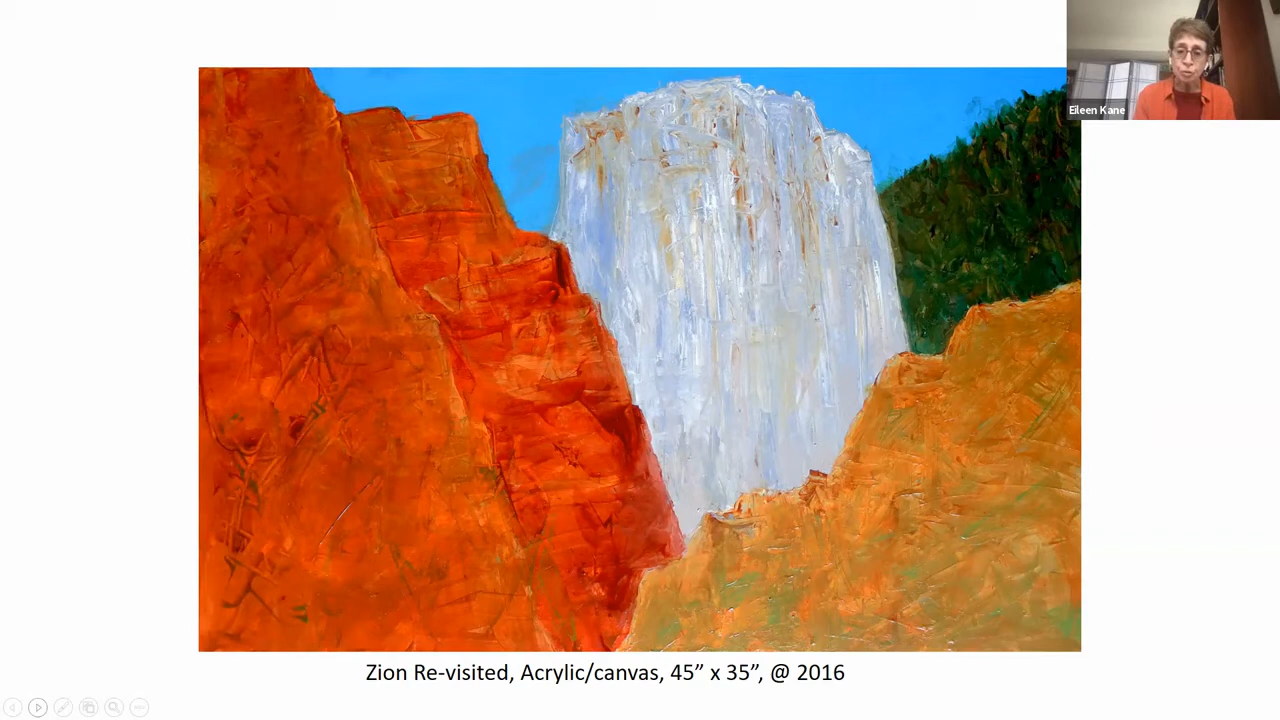 Eileen Kane
Zion Re-visited, Acrylic/canvas, 45” x 35”, @ 2016